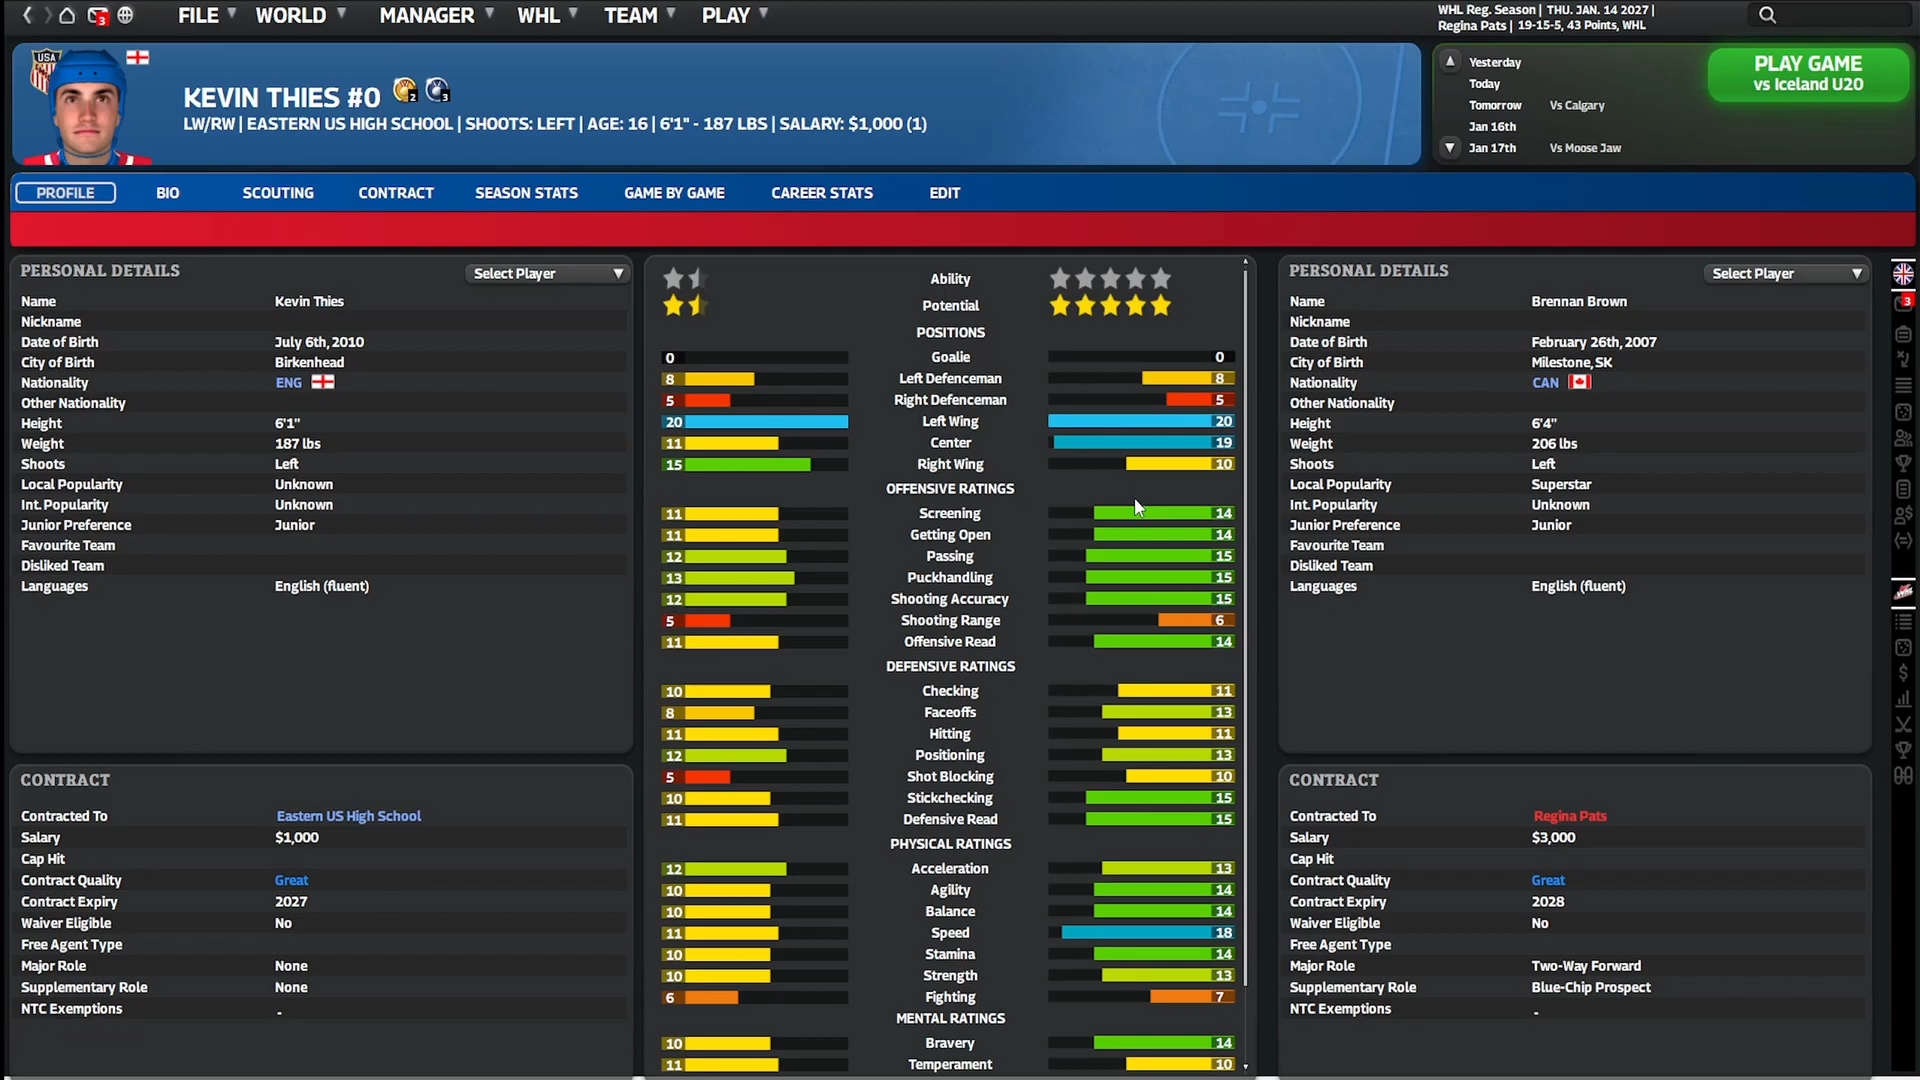 3
FILE
WORLD
MANAGER
WHL
TEAM
PLAY
WHL Reg. Season | THU. JAN. 14 2027 |
Regina Pats | 19-15-5, 43 Points, WHL
USA
KEVIN THIES #0
2
3
LW/RW | EASTERN US HIGH SCHOOL | SHOOTS: LEFT | AGE: 16 | 6'1" - 187 LBS | SALARY: $1,000 (1)
Yesterday
Today
Tomorrow Vs Calgary
Jan 16th
Jan 17th Vs Moose Jaw
PLAY GAME
vs Iceland U20
PROFILE
BIO
SCOUTING
CONTRACT
SEASON STATS
GAME BY GAME
CAREER STATS
EDIT
PERSONAL DETAILS
Select Player
Name Kevin Thies
Nickname
Date of Birth July 6th, 2010
City of Birth Birkenhead
Nationality ENG
Other Nationality
Height 6'1"
Weight 187 lbs
Shoots Left
Local Popularity Unknown
Int. Popularity Unknown
Junior Preference Junior
Favourite Team
Disliked Team
Languages English (fluent)
CONTRACT
Contracted To Eastern US High School
Salary $1,000
Cap Hit
Contract Quality Great
Contract Expiry 2027
Waiver Eligible No
Free Agent Type
Major Role None
Supplementary Role None
NTC Exemptions -
Ability
Potential
POSITIONS
0 Goalie 0
8 Left Defenceman 8
5 Right Defenceman 5
20 Left Wing 20
11 Center 19
15 Right Wing 10
OFFENSIVE RATINGS
11 Screening 14
11 Getting Open 14
12 Passing 15
13 Puckhandling 15
12 Shooting Accuracy 15
5 Shooting Range 6
11 Offensive Read 14
DEFENSIVE RATINGS
10 Checking 11
8 Faceoffs 13
11 Hitting 11
12 Positioning 13
5 Shot Blocking 10
10 Stickchecking 15
11 Defensive Read 15
PHYSICAL RATINGS
12 Acceleration 13
10 Agility 14
10 Balance 14
11 Speed 18
10 Stamina 14
10 Strength 13
6 Fighting 7
MENTAL RATINGS
10 Bravery 14
11 Temperament 10
PERSONAL DETAILS
Select Player
Name Brennan Brown
Nickname
Date of Birth February 26th, 2007
City of Birth Milestone,SK
Nationality CAN
Other Nationality
Height 6'4"
Weight 206 lbs
Shoots Left
Local Popularity Superstar
Int. Popularity Unknown
Junior Preference Junior
Favourite Team
Disliked Team
Languages English (fluent)
CONTRACT
Contracted To Regina Pats
Salary $3,000
Cap Hit
Contract Quality Great
Contract Expiry 2028
Waiver Eligible No
Free Agent Type
Major Role Two-Way Forward
Supplementary Role Blue-Chip Prospect
NTC Exemptions -
3